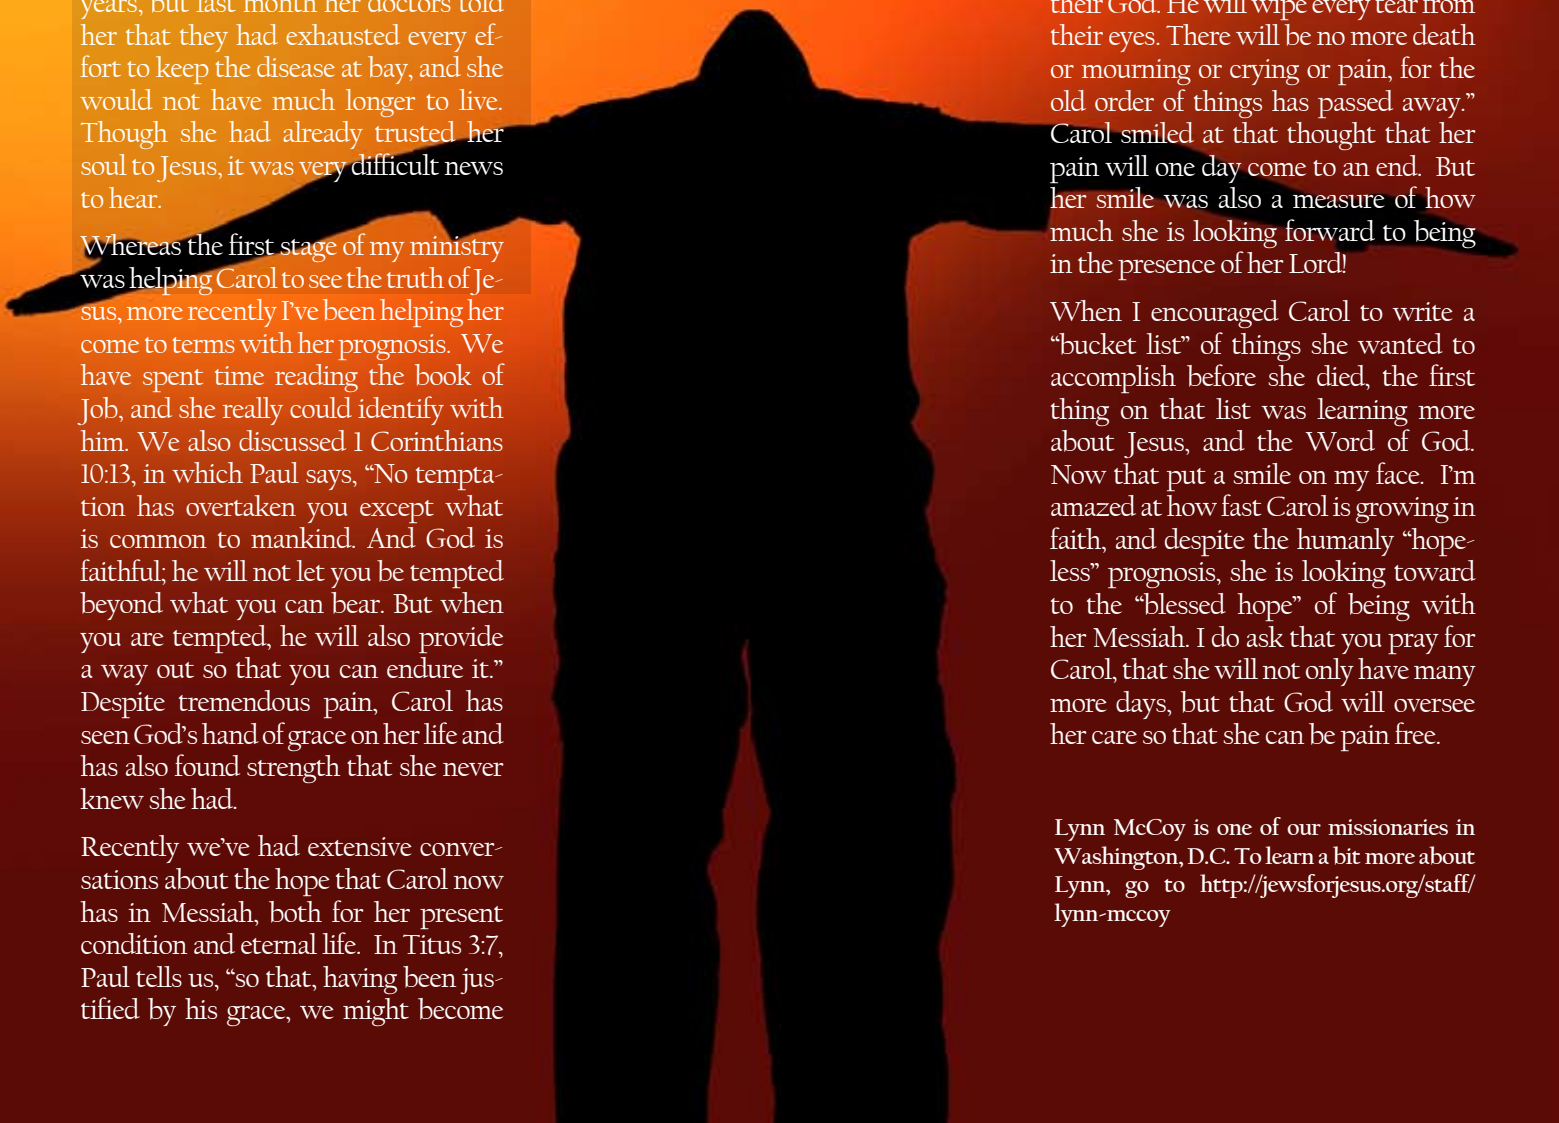 years, but last month her doctors told
her that they had exhausted every ef-
fort to keep the disease at bay, and she
would not have much longer to live.
Though she had already trusted her
soul to Jesus, it was very difficult news
to hear.
Whereas the first stage of my ministry
was helping Carol to see the truth of Je-
sus, more recently I've been helping her
come to terms with her prognosis. We
have spent time reading the book of
Job, and she really could identify with
him. We also discussed 1 Corinthians
10:13, in which Paul says, “No tempta-
tion has overtaken you except what
is common to mankind. And God is
faithful; he will not let you be tempted
beyond what you can bear. But when
you are tempted, he will also provide
a way out so that you can endure it.”
Despite tremendous pain, Carol has
seen God's hand of grace on her life and
has also found strength that she never
knew she had.
Recently we've had extensive conver-
sations about the hope that Carol now
has in Messiah, both for her present
condition and eternal life. In Titus 3:7,
Paul tells us, “so that, having been jus-
tified by his grace, we might become
their God. He will wipe every tear from
their eyes. There will be no more death
or mourning or crying or pain, for the
old order of things has passed away.”
Carol smiled at that thought that her
pain will one day come to an end. But
her smile was also a measure of how
much she is looking forward to being
in the presence of her Lord!
When I encouraged Carol to write a
“bucket list” of things she wanted to
accomplish before she died, the first
thing on that list was learning more
about Jesus, and the Word of God.
Now that put a smile on my face. I'm
amazed at how fast Carol is growing in
faith, and despite the humanly “hope-
less” prognosis, she is looking toward
to the “blessed hope” of being with
her Messiah. I do ask that you pray for
Carol, that she will not only have many
more days, but that God will oversee
her care so that she can be pain free.
Lynn McCoy is one of our missionaries in
Washington, D.C. To learn a bit more about
Lynn, go to http://jewsforjesus.org/staff/
lynn-mccoy